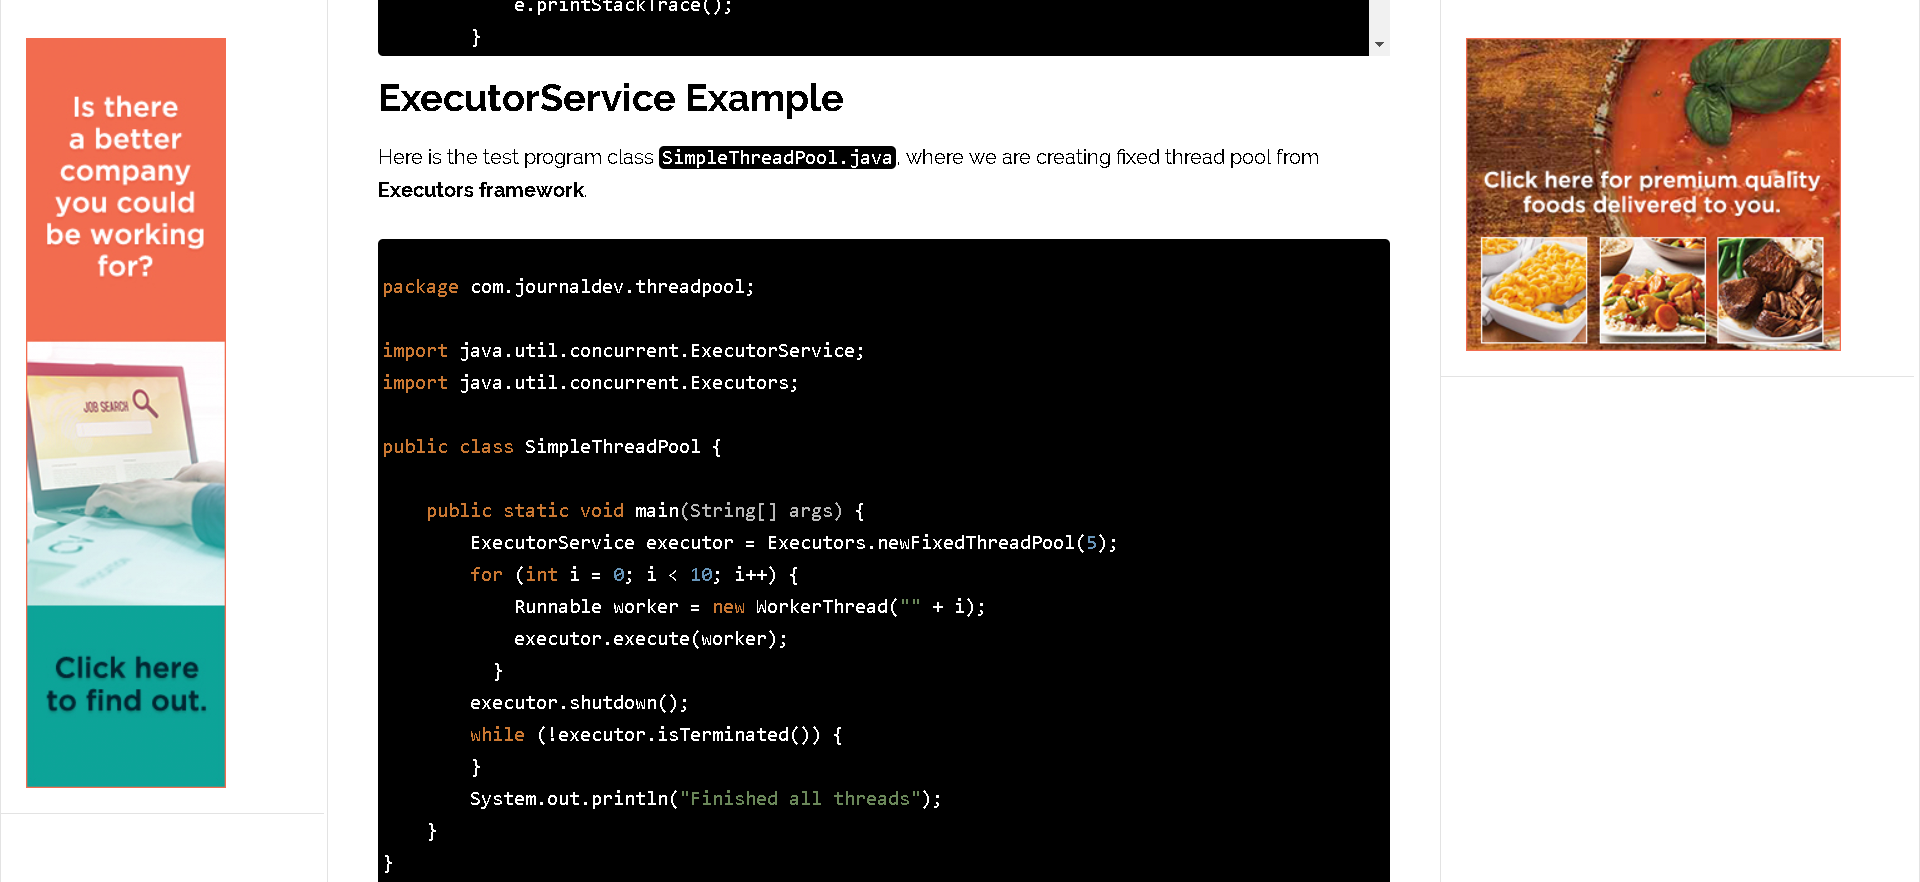 e.printStackTrace();
}
ExecutorService Example
Here is the test program class SimpleThreadPool.java, where we are creating fixed thread pool from
Executors framework.
package com.journaldev.threadpool;
import java.util.concurrent.ExecutorService;
import java.util.concurrent.Executors;
public class SimpleThreadPool {
public static void main(String[] args) {
ExecutorService executor = Executors.newFixedThreadPool(5);
for (int i = 0; i < 10; i++) {
Runnable worker = new WorkerThread("" + i);
executor.execute(worker);
}
executor.shutdown();
while (!executor.isTerminated()) {
}
System.out.println("Finished all threads");
}
}
Is there
a better
company
you could
be working
for?
JOB SEARCH
CV
APPLICATION
Click here
to find out.
Click here for premium quality
foods delivered to you.